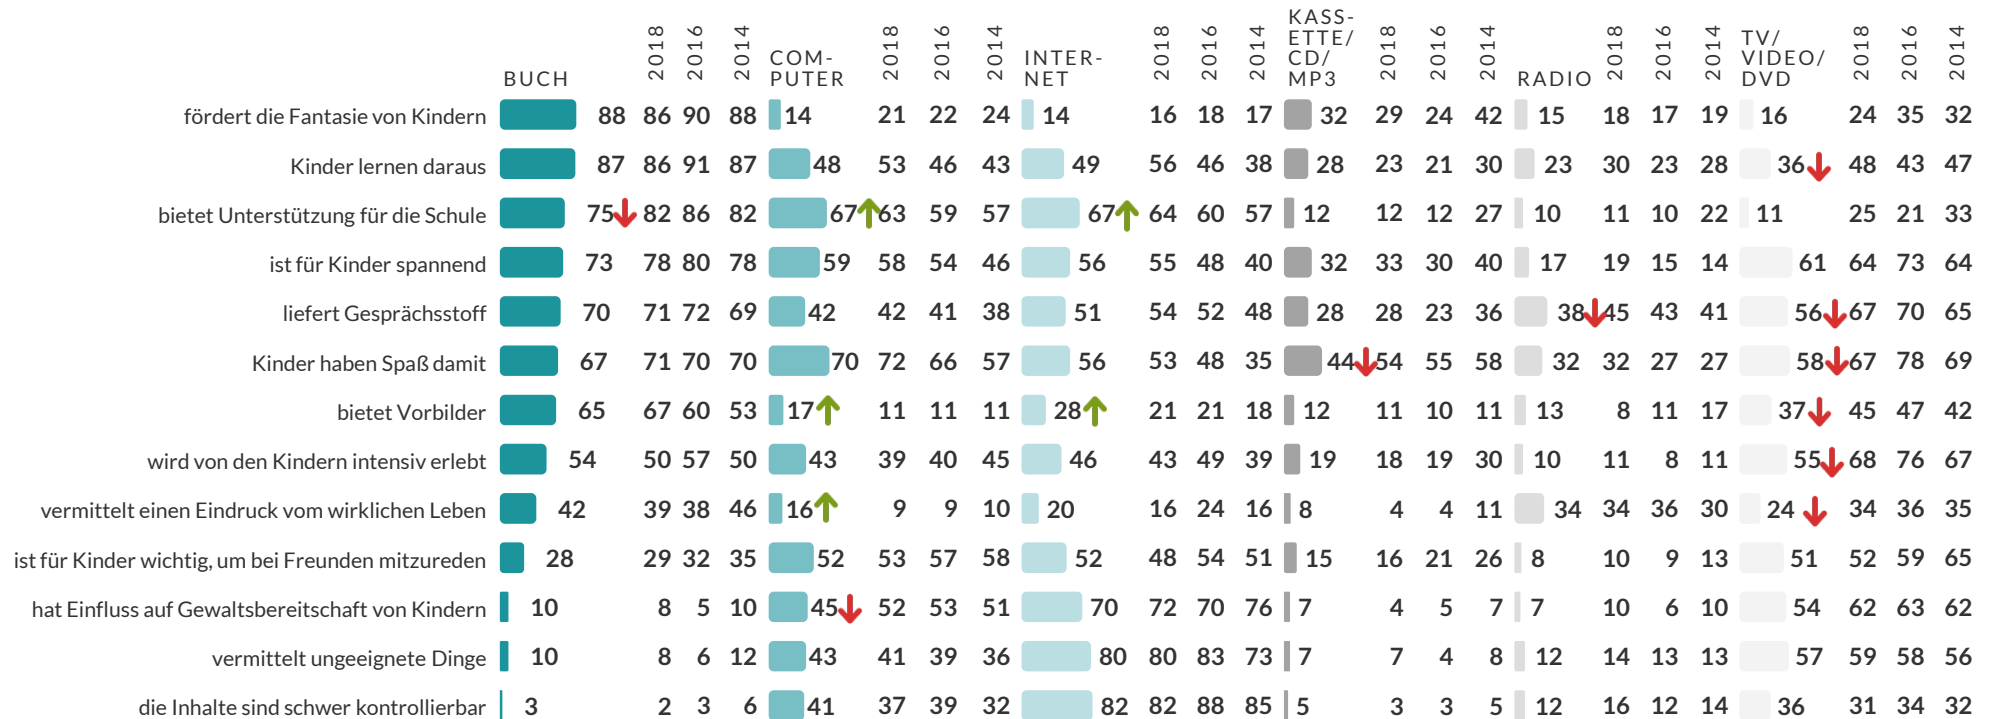 BUCH 2018 2016 2014 COM-
PUTER 2018 2016 2014 INTER-
NET 2018 2016 2014 KASS-
ETTE/
CD/
MP3 2018 2016 2014 RADIO 2018 2016 2014 TV/
VIDEO/
DVD 2018 2016 2014
fördert die Fantasie von Kindern 88 86 90 88 14 21 22 24 14 16 18 17 32 29 24 42 15 18 17 19 16 24 35 32
Kinder lernen daraus 87 86 91 87 48 53 46 43 49 56 46 38 28 23 21 30 23 30 23 28 36 48 43 47
bietet Unterstützung für die Schule 75 82 86 82 67 63 59 57 67 64 60 57 12 12 12 27 10 11 10 22 11 25 21 33
ist für Kinder spannend 73 78 80 78 59 58 54 46 56 55 48 40 32 33 30 40 17 19 15 14 61 64 73 64
liefert Gesprächsstoff 70 71 72 69 42 42 41 38 51 54 52 48 28 28 23 36 38 45 43 41 56 67 70 65
Kinder haben Spaß damit 67 71 70 70 70 72 66 57 56 53 48 35 44 54 55 58 32 32 27 27 58 67 78 69
bietet Vorbilder 65 67 60 53 17 11 11 11 28 21 21 18 12 11 10 11 13 8 11 17 37 45 47 42
wird von den Kindern intensiv erlebt 54 50 57 50 43 39 40 45 46 43 49 39 19 18 19 30 10 11 8 11 55 68 76 67
vermittelt einen Eindruck vom wirklichen Leben 42 39 38 46 16 9 9 10 20 16 24 16 8 4 4 11 34 34 36 30 24 34 36 35
ist für Kinder wichtig, um bei Freunden mitzureden 28 29 32 35 52 53 57 58 52 48 54 51 15 16 21 26 8 10 9 13 51 52 59 65
hat Einfluss auf Gewaltsbereitschaft von Kindern 10 8 5 10 45 52 53 51 70 72 70 76 7 4 5 7 7 10 6 10 54 62 63 62
vermittelt ungeeignete Dinge 10 8 6 12 43 41 39 36 80 80 83 73 7 7 4 8 12 14 13 13 57 59 58 56
die Inhalte sind schwer kontrollierbar 3 2 3 6 41 37 39 32 82 82 88 85 5 3 3 5 12 16 12 14 36 31 34 32